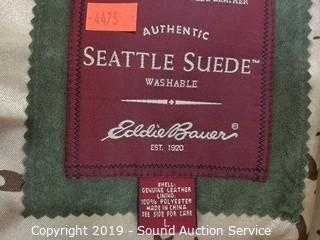 4475
LEATHER
AUTHENTIC
SEATTLE SUEDE™
WASHABLE
Eddie Bauer®
EST. 1920
SHELL:
GENUINE LEATHER
LINING:
100% POLYESTER
MADE IN CHINA
SEE SIDE FOR CARE
L
Copyright 2019 - Sound Auction Service